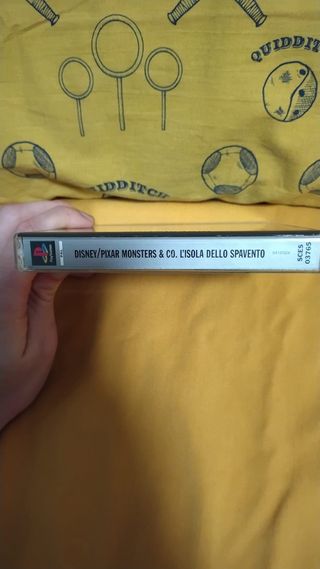 QUIDDITCH
QUIDDITCH
DISNEY/PIXAR MONSTERS & CO. L'ISOLA DELLO SPAVENTO
SCES
03765